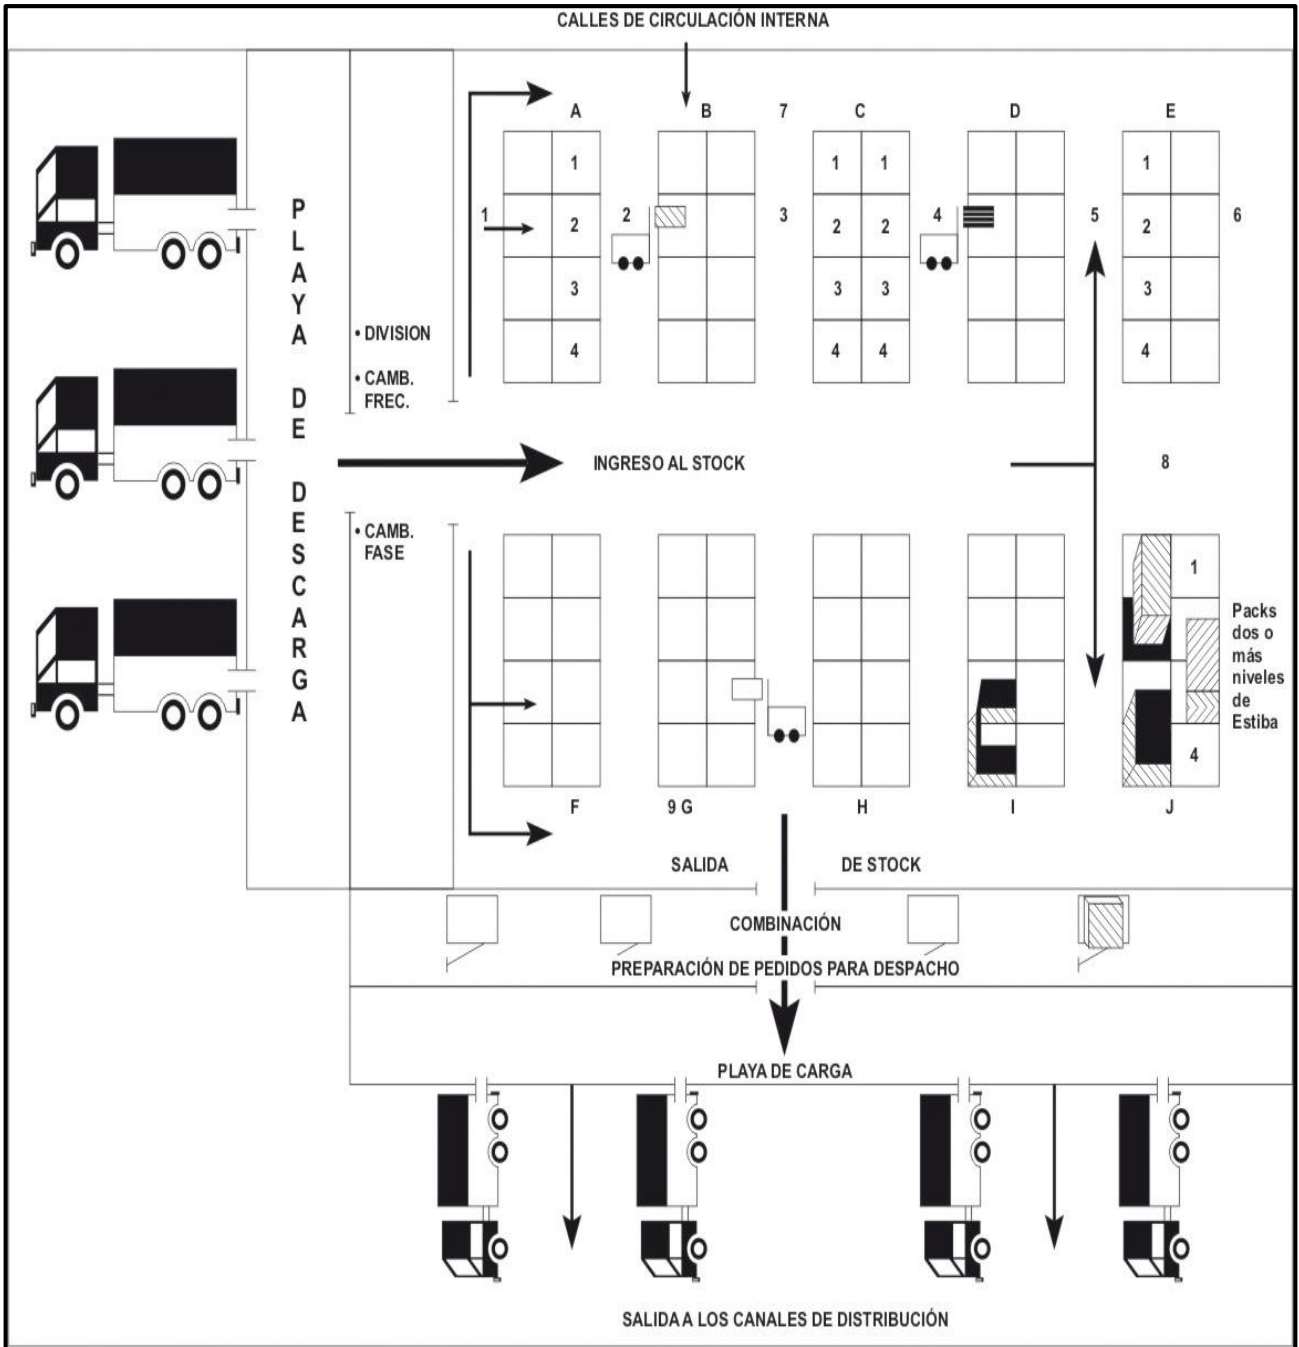 CALLES DE CIRCULACIÓN INTERNA
A B 7 C D E
1 1 1 1
1 2 2 3 2 2 4 5 2 6
3 3 3 3
4 4 4 4
PLAYA DE DESCARGA
• DIVISION
• CAMB.
FREC.
INGRESO AL STOCK
8
• CAMB.
FASE
1
Packs
dos o
más
niveles
de
Estiba
4
F 9 G H I J
SALIDA DE STOCK
COMBINACIÓN
PREPARACIÓN DE PEDIDOS PARA DESPACHO
PLAYA DE CARGA
SALIDA A LOS CANALES DE DISTRIBUCIÓN